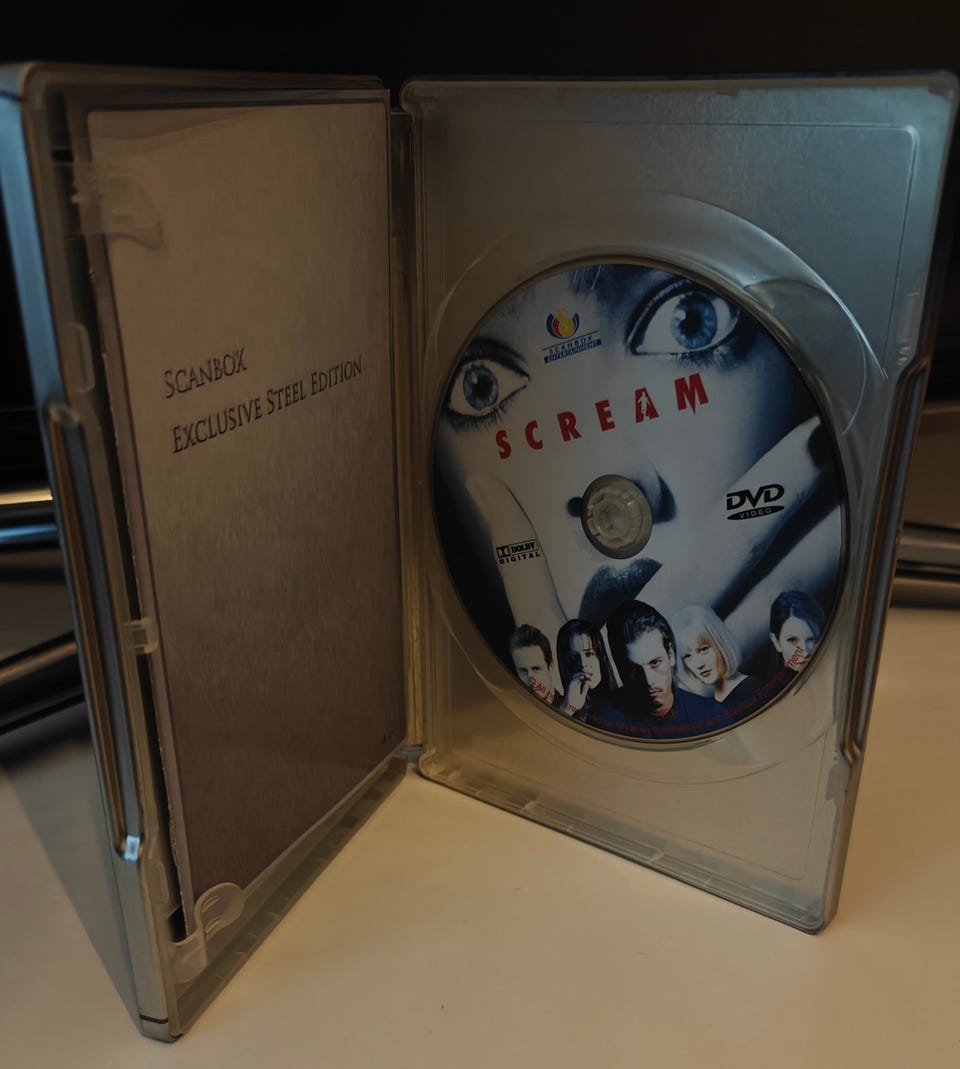 SCANBOX
EXCLUSIVE STEEL EDITION
SCANBOX
ENTERTAINMENT
SCREAM
DVD
VIDEO
DOLBY
DIGITAL